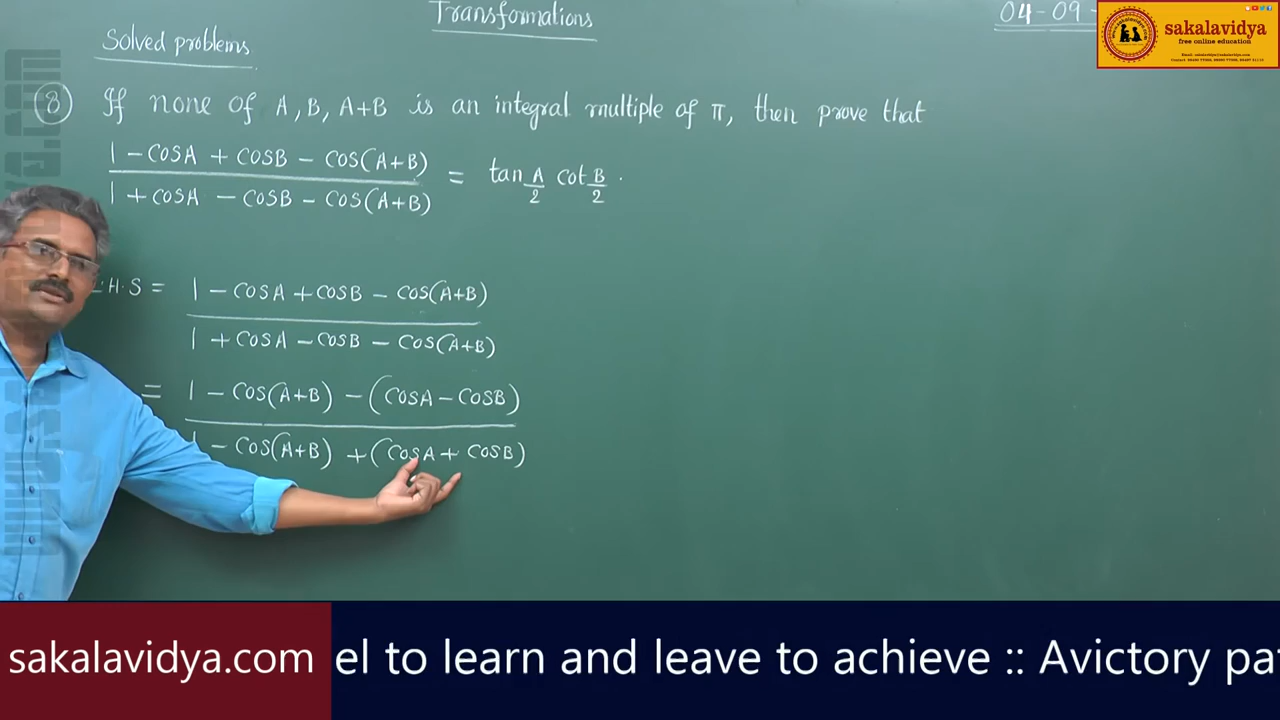 Transformations
04-09-
sakalavidya
free online education
Solved problems
8 If none of A, B, A+B is an integral multiple of π, then prove that
1 - COSA + COSB - COS(A+B)
1 + COSA - COSB - COS(A+B)
= tan A/2 cot B/2 .
.H.S = 1 - COSA + COSB - COS(A+B)
1 + COSA - COSB - COS(A+B)
= 1 - COS(A+B) - (COSA - COSB)
1 - COS(A+B) + (COSA + COSB)
sakalavidya.com
el to learn and leave to achieve :: Avictory pa